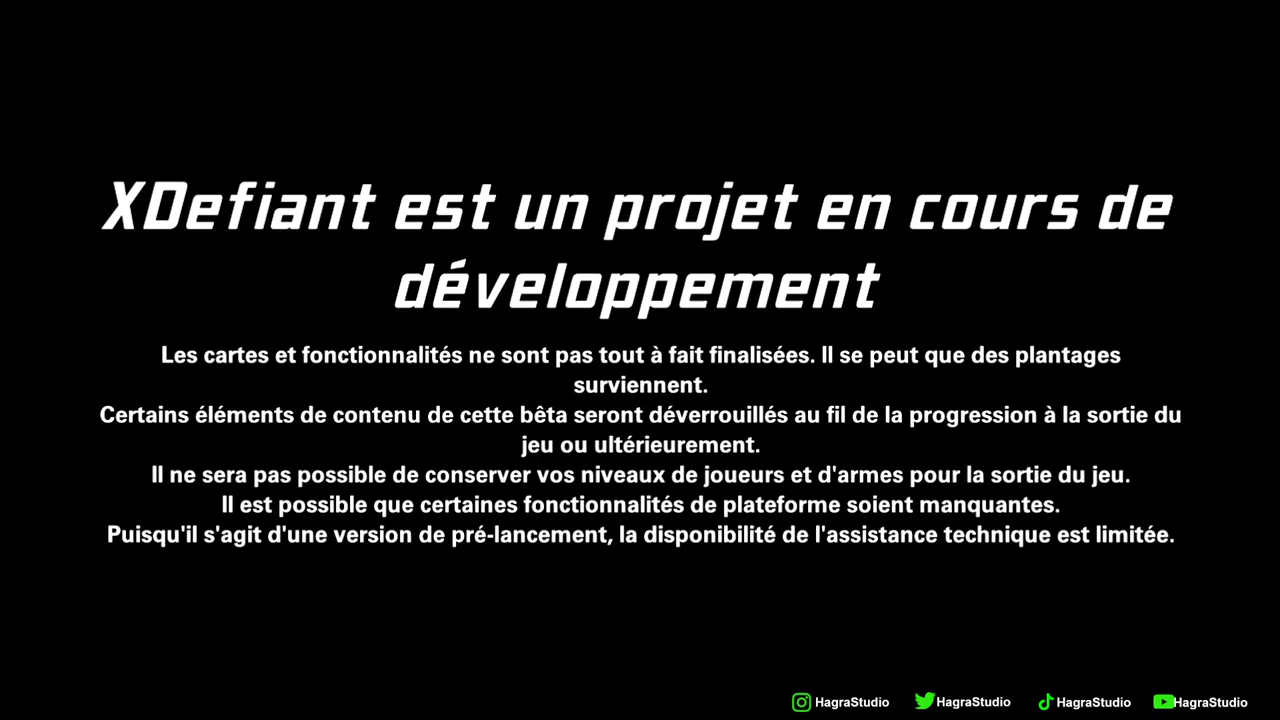 XDefiant est un projet en cours de
développement
Les cartes et fonctionnalités ne sont pas tout à fait finalisées. Il se peut que des plantages
surviennent.
Certains éléments de contenu de cette bêta seront déverrouillés au fil de la progression à la sortie du
jeu ou ultérieurement.
Il ne sera pas possible de conserver vos niveaux de joueurs et d'armes pour la sortie du jeu.
Il est possible que certaines fonctionnalités de plateforme soient manquantes.
Puisqu'il s'agit d'une version de pré-lancement, la disponibilité de l'assistance technique est limitée.
HagraStudio HagraStudio HagraStudio HagraStudio